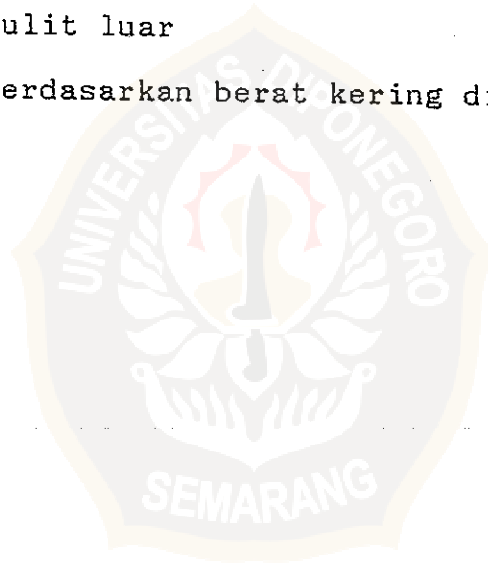 ulit luar
erdasarkan berat kering di
UNIVERSITAS DIPONEGORO
SEMARANG